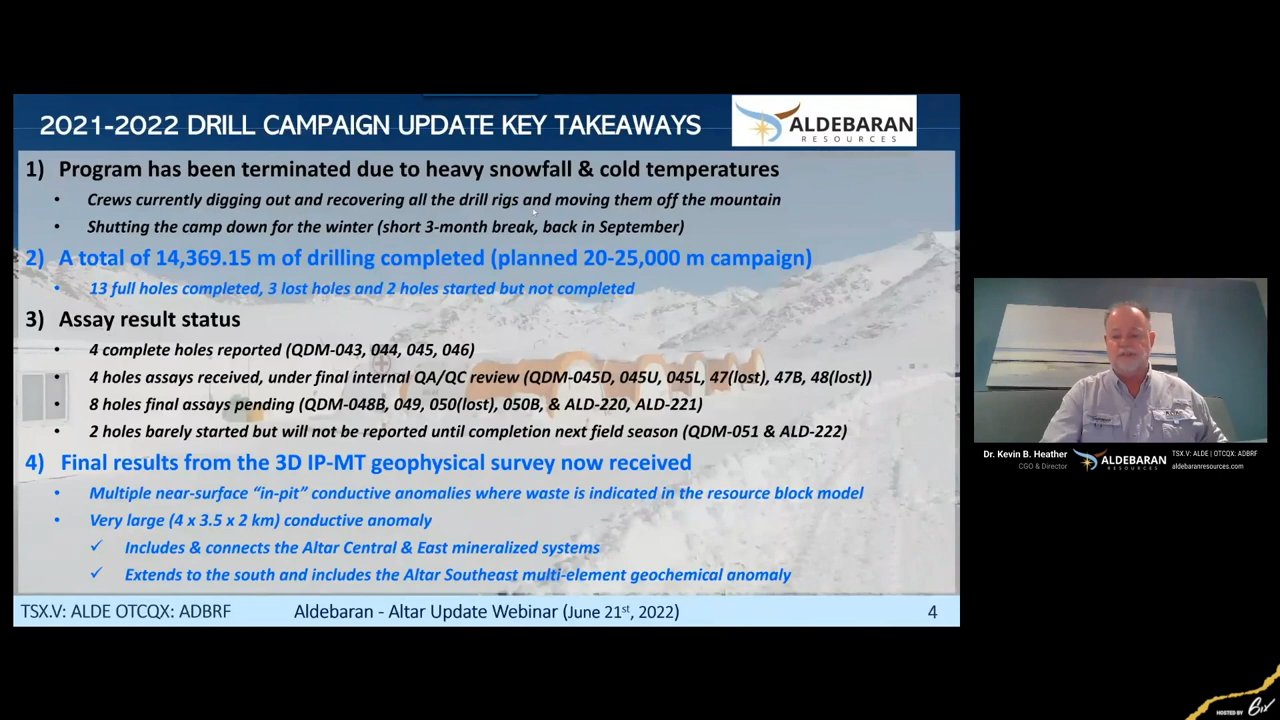 2021-2022 DRILL CAMPAIGN UPDATE KEY TAKEAWAYS
ALDEBARAN
RESOURCES
1) Program has been terminated due to heavy snowfall & cold temperatures
• Crews currently digging out and recovering all the drill rigs and moving them off the mountain
• Shutting the camp down for the winter (short 3-month break, back in September)
2) A total of 14,369.15 m of drilling completed (planned 20-25,000 m campaign)
• 13 full holes completed, 3 lost holes and 2 holes started but not completed
3) Assay result status
• 4 complete holes reported (QDM-043, 044, 045, 046)
• 4 holes assays received, under final internal QA/QC review (QDM-045D, 045U, 045L, 47(lost), 47B, 48(lost))
• 8 holes final assays pending (QDM-048B, 049, 050(lost), 050B, & ALD-220, ALD-221)
• 2 holes barely started but will not be reported until completion next field season (QDM-051 & ALD-222)
4) Final results from the 3D IP-MT geophysical survey now received
• Multiple near-surface “in-pit” conductive anomalies where waste is indicated in the resource block model
• Very large (4 x 3.5 x 2 km) conductive anomaly
✓ Includes & connects the Altar Central & East mineralized systems
✓ Extends to the south and includes the Altar Southeast multi-element geochemical anomaly
TSX.V: ALDE OTCQX: ADBRF Aldebaran - Altar Update Webinar (June 21st, 2022) 4
Dr. Kevin B. Heather
CGO & Director
ALDEBARAN
RESOURCES
TSX.V: ALDE | OTCQX: ADBRF
aldebaranresources.com
HOSTED BY 6ix